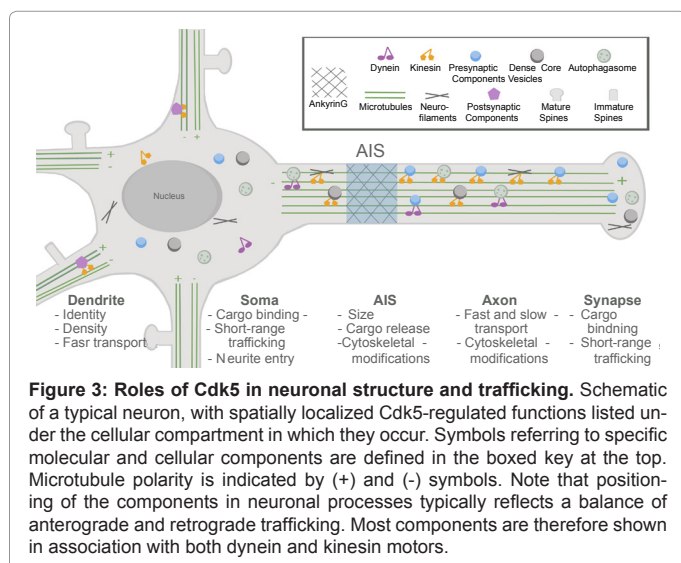 Dynein
Kinesin
Presynaptic
Components
Dense Core
Vesicles
Autophagasome
AnkyrinG
Microtubules
Neuro-
filaments
Postsynaptic
Components
Mature
Spines
Immature
Spines
AIS
Nucleus
+
-
- +
+
-
-
+
+
-
+ -
Dendrite
- Identity
- Density
- Fasr transport
Soma
- Cargo binding -
- Short-range
trafficking
- Neurite entry
AIS
- Size
- Cargo release
-Cytoskeletal -
modifications
Axon
- Fast and slow -
transport
- Cytoskeletal -
modifications
Synapse
- Cargo
bindning
- Short-range ,
trafficking
Figure 3: Roles of Cdk5 in neuronal structure and trafficking. Schematic
of a typical neuron, with spatially localized Cdk5-regulated functions listed un-
der the cellular compartment in which they occur. Symbols referring to specific
molecular and cellular components are defined in the boxed key at the top.
Microtubule polarity is indicated by (+) and (-) symbols. Note that position-
ing of the components in neuronal processes typically reflects a balance of
anterograde and retrograde trafficking. Most components are therefore shown
in association with both dynein and kinesin motors.